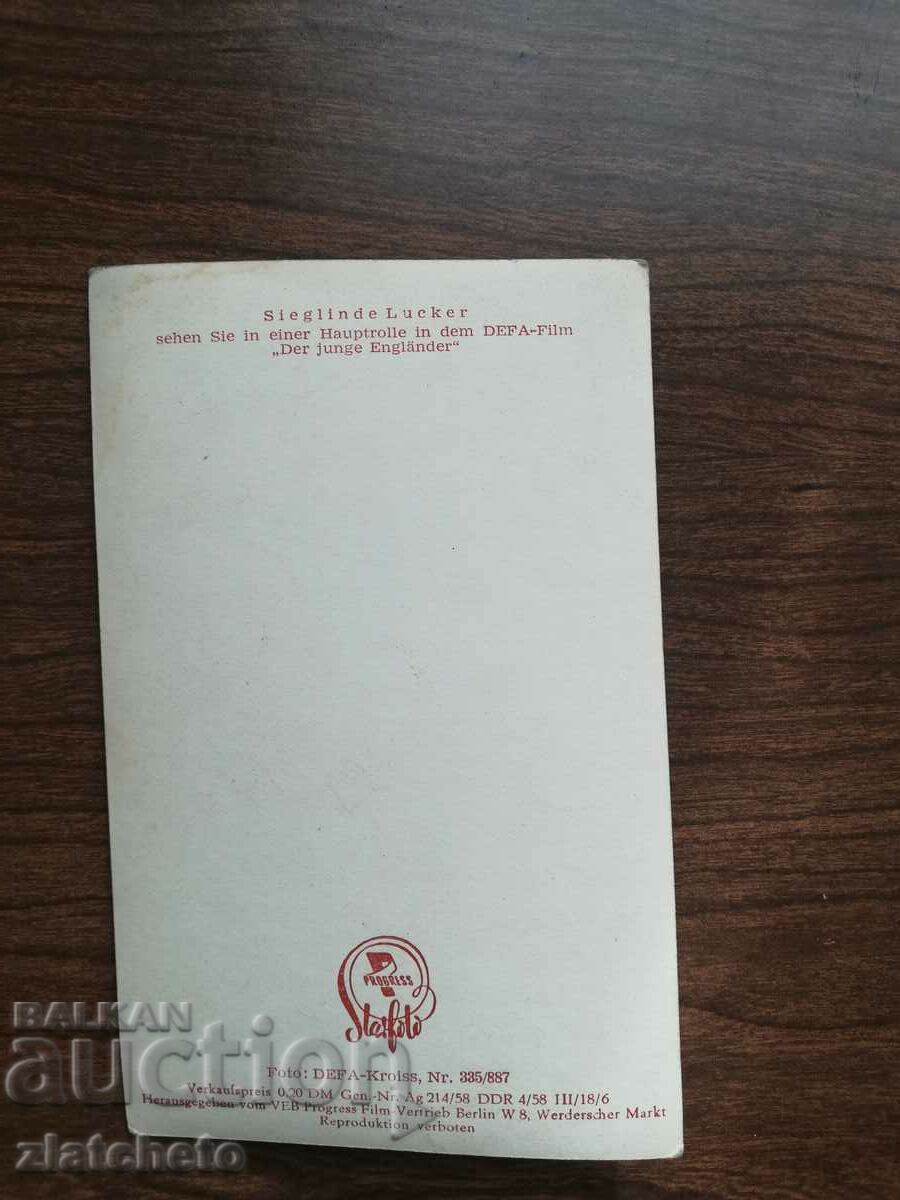 Sieglinde Lucker
sehen Sie in einer Hauptrolle in dem DEFA-Film
„Der junge Engländer“
PROGRESS
Starfoto
Foto: DEFA-Kroiss, Nr. 335/887
Verkaufspreis 0,20 DM Gen.-Nr. Ag 214/58 DDR 4/58 III/18/6
Herausgegeben vom VEB Progress Film-Vertrieb Berlin W 8, Werderscher Markt
Reproduktion verboten
BALKAN
auction
zlatcheto